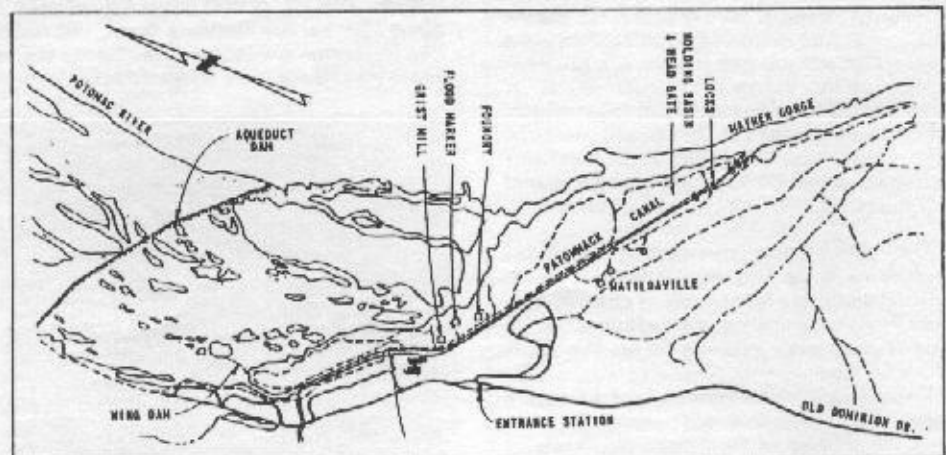 N
POTOMAC
RIVER
AQUEDUCT
DAM
GRIST MILL
FLOOD MARKER
FOUNDRY
HOLDING BASIN
& HEAD GATE
LOCKS
MATHER GORGE
PATOWMACK CANAL
MATILDAVILLE
WING DAM
ENTRANCE STATION
OLD DOMINION DR.